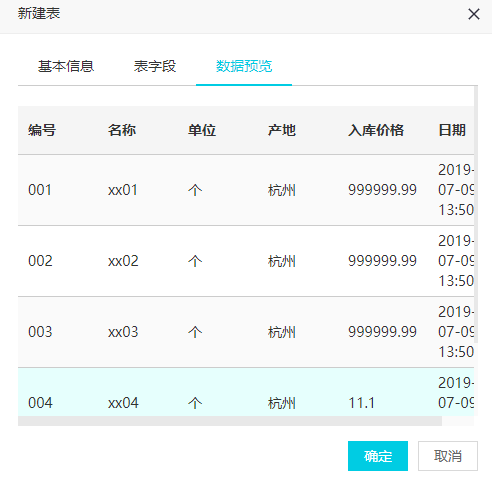 新建表
基本信息 表字段 数据预览
编号 名称 单位 产地 入库价格 日期
001 xx01 个 杭州 999999.99 2019-07-09 13:50
002 xx02 个 杭州 999999.99 2019-07-09 13:50
003 xx03 个 杭州 999999.99 2019-07-09 13:50
004 xx04 个 杭州 11.1 2019-07-09
确定 取消